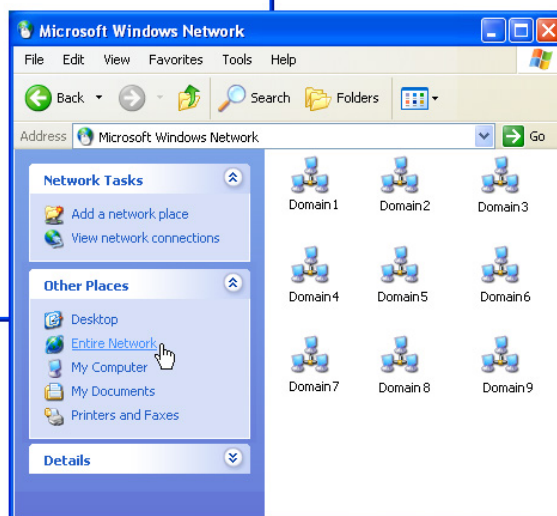 Microsoft Windows Network
File Edit View Favorites Tools Help
Back Search Folders
Address Microsoft Windows Network Go
Network Tasks
Add a network place
View network connections
Other Places
Desktop
Entire Network
My Computer
My Documents
Printers and Faxes
Details
Domain1 Domain2 Domain3
Domain4 Domain5 Domain6
Domain7 Domain8 Domain9